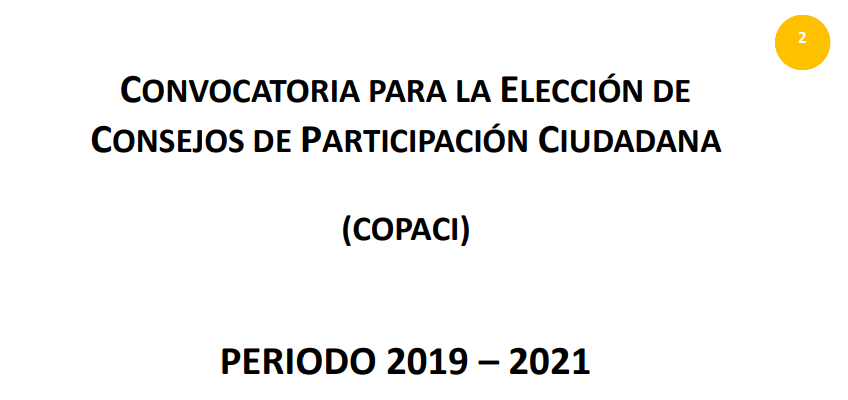 2
CONVOCATORIA PARA LA ELECCIÓN DE
CONSEJOS DE PARTICIPACIÓN CIUDADANA
(COPACI)
PERIODO 2019 – 2021